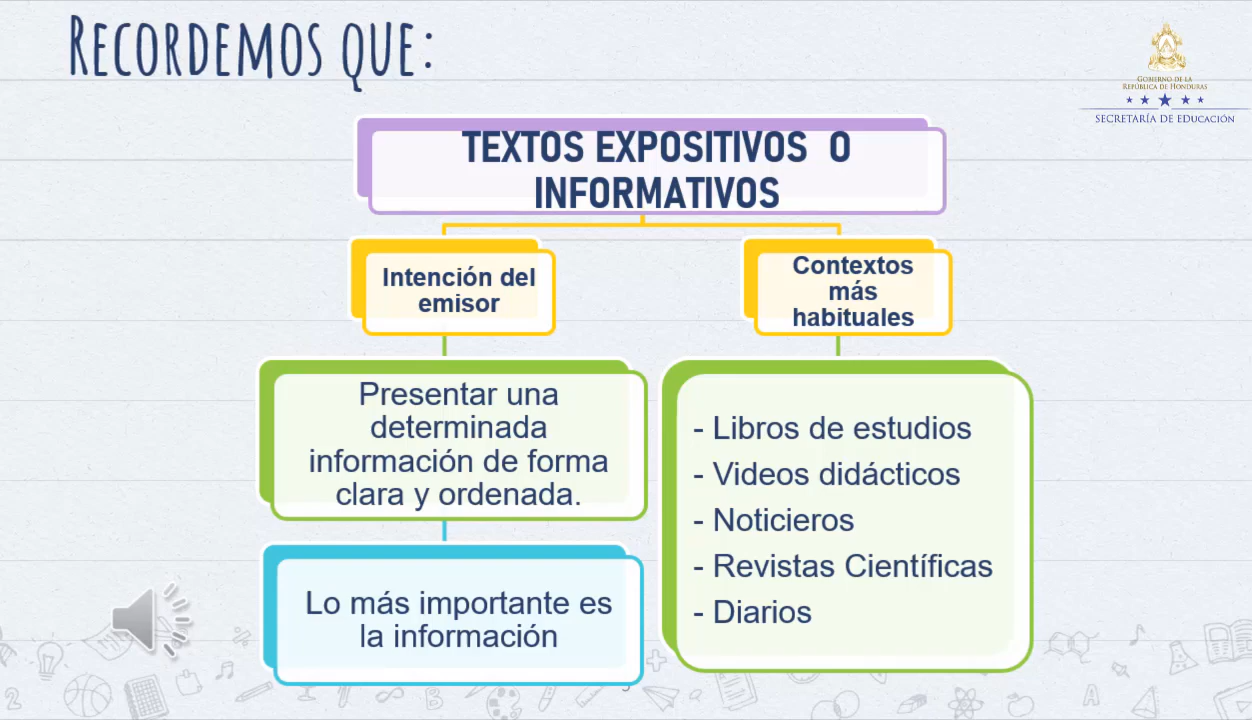 RECORDEMOS QUE:
GOBIERNO DE LA
REPÚBLICA DE HONDURAS
SECRETARÍA DE EDUCACIÓN
TEXTOS EXPOSITIVOS O
INFORMATIVOS
Intención del
emisor
Contextos
más
habituales
Presentar una
determinada
información de forma
clara y ordenada.
Lo más importante es
la información
- Libros de estudios
- Videos didácticos
- Noticieros
- Revistas Científicas
- Diarios